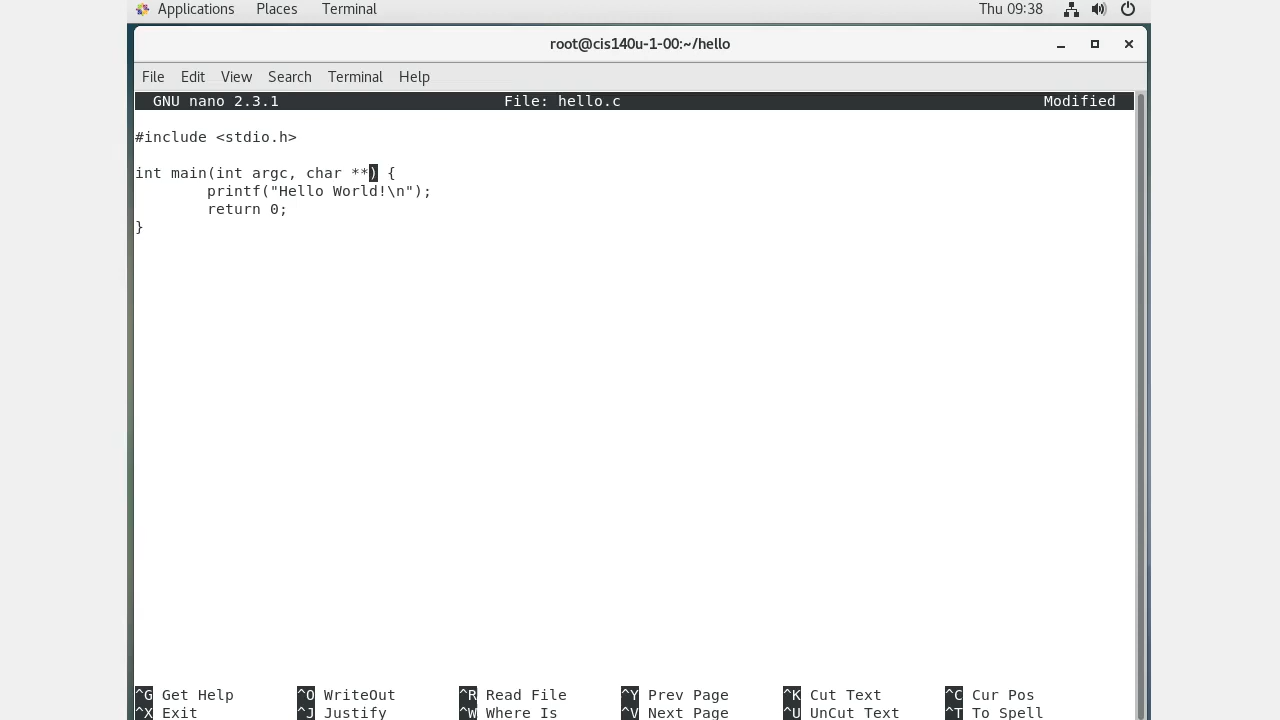 Applications Places Terminal Thu 09:38
root@cis140u-1-00:~/hello
File Edit View Search Terminal Help
GNU nano 2.3.1 File: hello.c Modified
#include <stdio.h>
int main(int argc, char **) {
printf("Hello World!\n");
return 0;
}
^G Get Help ^O WriteOut ^R Read File ^Y Prev Page ^K Cut Text ^C Cur Pos
^X Exit ^J Justify ^W Where Is ^V Next Page ^U UnCut Text ^T To Spell